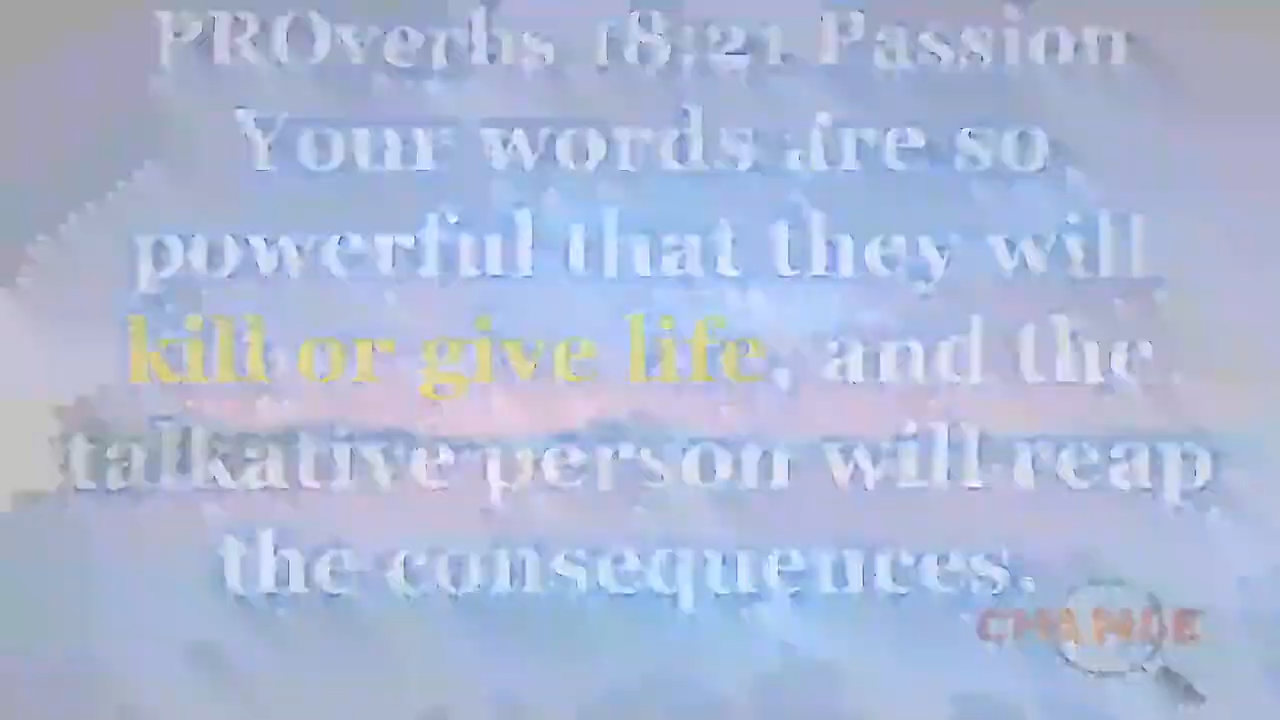 PROverbs 18:21 Passion
Your words are so
powerful that they will
kill or give life, and the
talkative person will reap
the consequences.
CHANGE